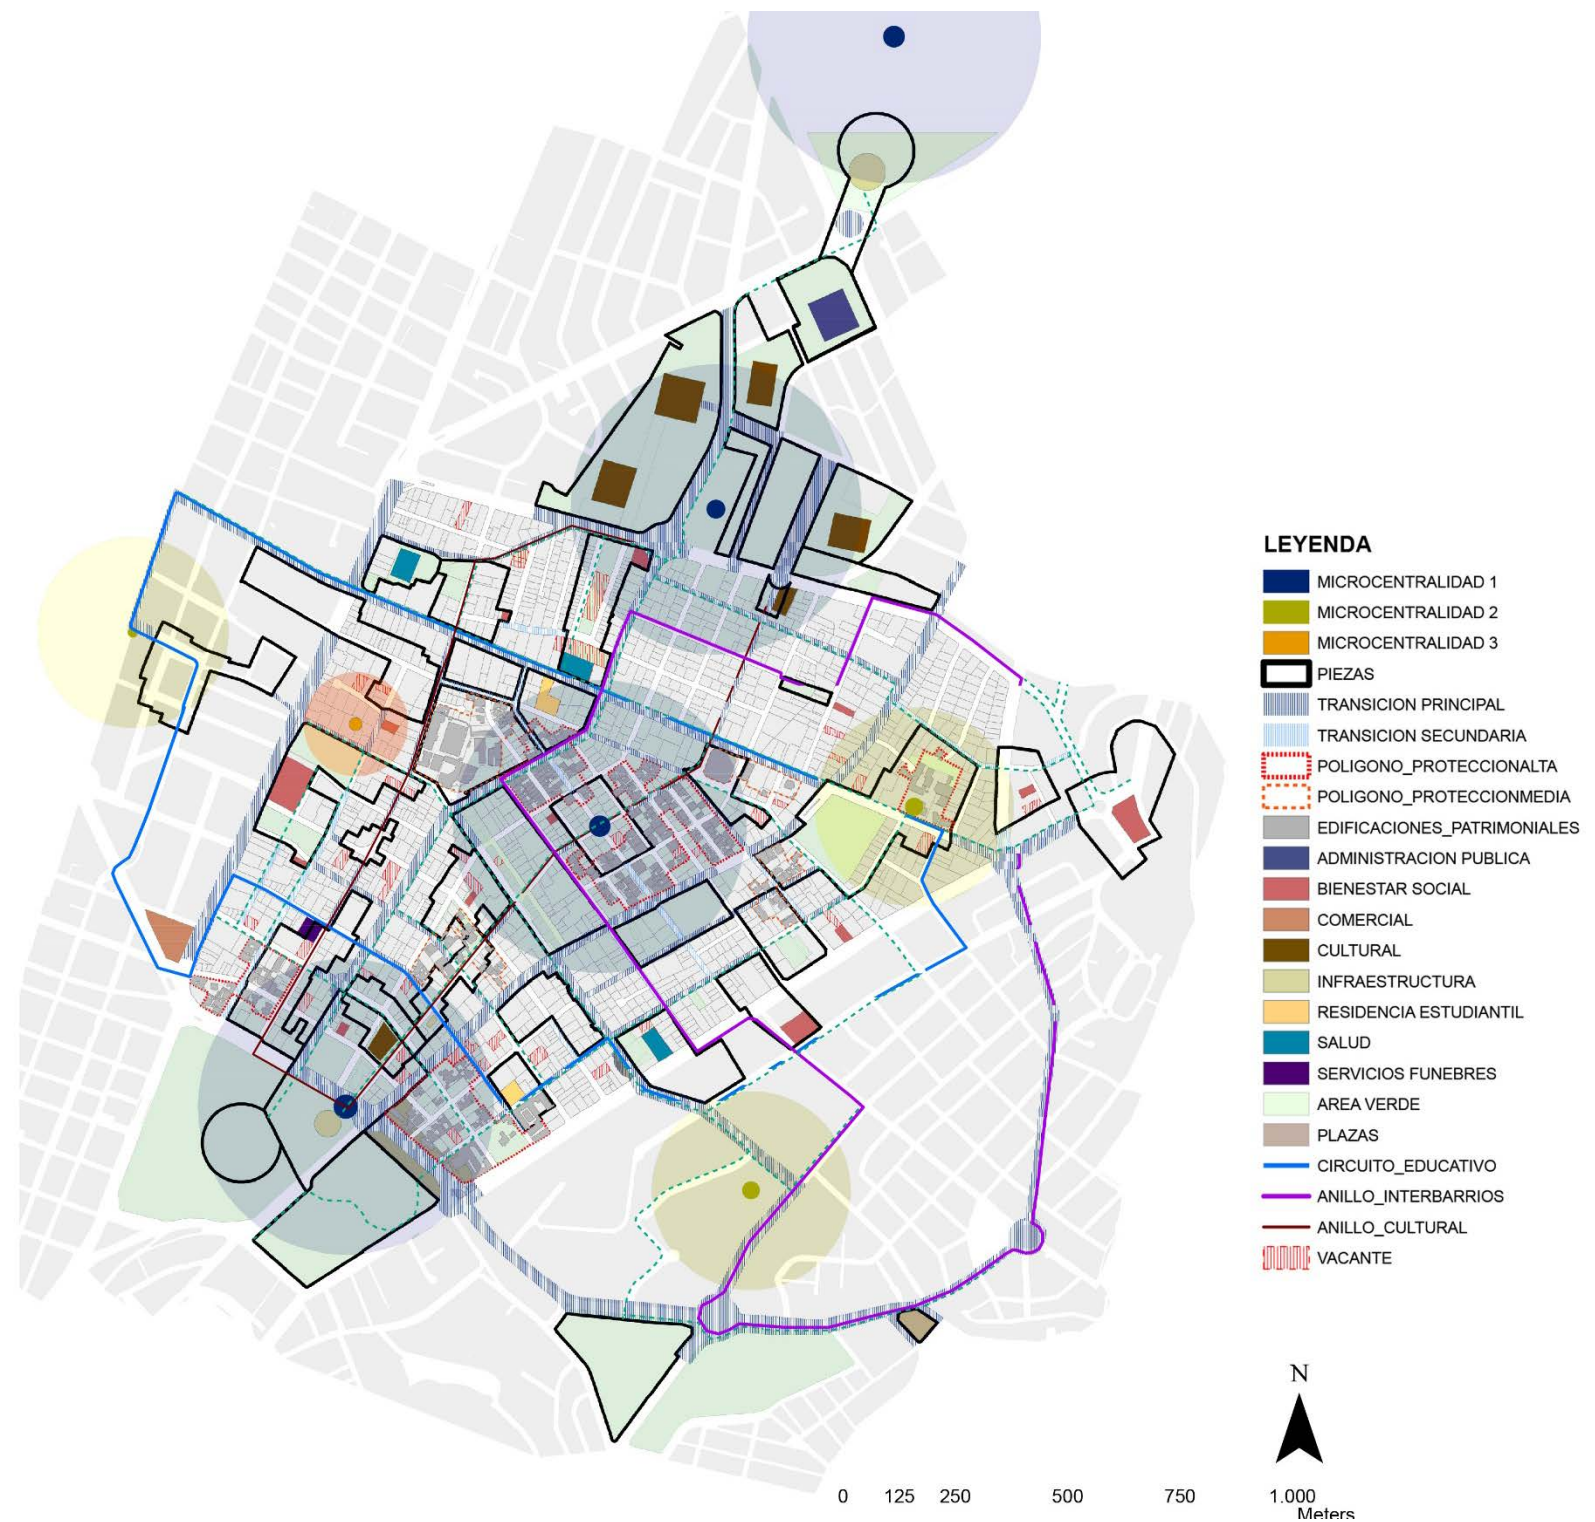 LEYENDA
MICROCENTRALIDAD 1
MICROCENTRALIDAD 2
MICROCENTRALIDAD 3
PIEZAS
TRANSICION PRINCIPAL
TRANSICION SECUNDARIA
POLIGONO_PROTECCIONALTA
POLIGONO_PROTECCIONMEDIA
EDIFICACIONES_PATRIMONIALES
ADMINISTRACION PUBLICA
BIENESTAR SOCIAL
COMERCIAL
CULTURAL
INFRAESTRUCTURA
RESIDENCIA ESTUDIANTIL
SALUD
SERVICIOS FUNEBRES
AREA VERDE
PLAZAS
CIRCUITO_EDUCATIVO
ANILLO_INTERBARRIOS
ANILLO_CULTURAL
VACANTE
N
0 125 250 500 750 1.000
Meters